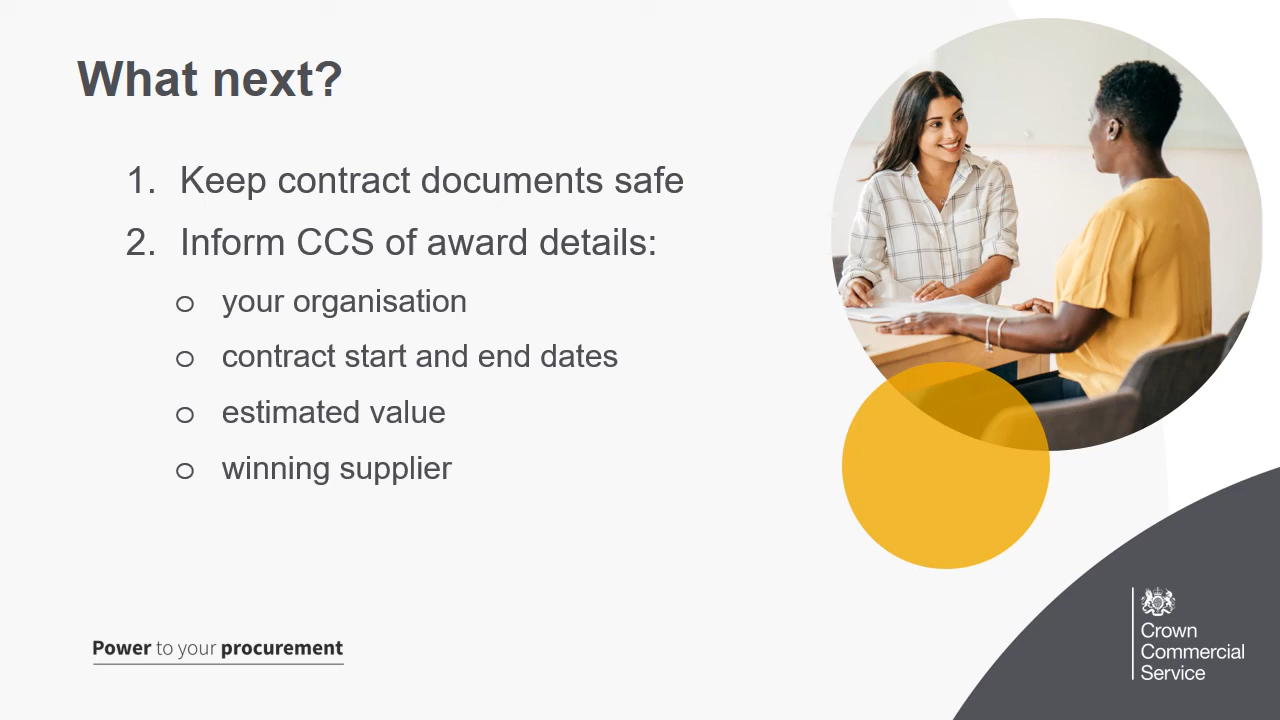 What next?
1. Keep contract documents safe
2. Inform CCS of award details:
o your organisation
o contract start and end dates
o estimated value
o winning supplier
Power to your procurement
Crown
Commercial
Service